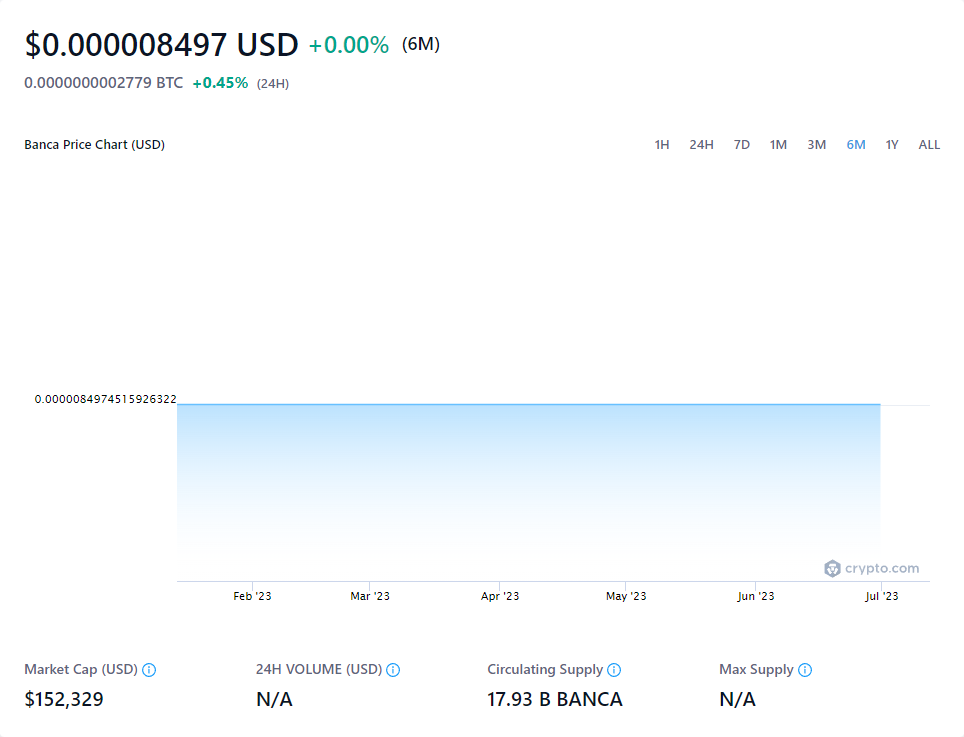 $0.000008497 USD +0.00% (6M)
0.0000000002779 BTC +0.45% (24H)
Banca Price Chart (USD) 1H 24H 7D 1M 3M 6M 1Y ALL
0.0000084974515926322
crypto.com
Feb '23 Mar '23 Apr '23 May '23 Jun '23 Jul '23
Market Cap (USD) 24H VOLUME (USD) Circulating Supply Max Supply
$152,329 N/A 17.93 B BANCA N/A